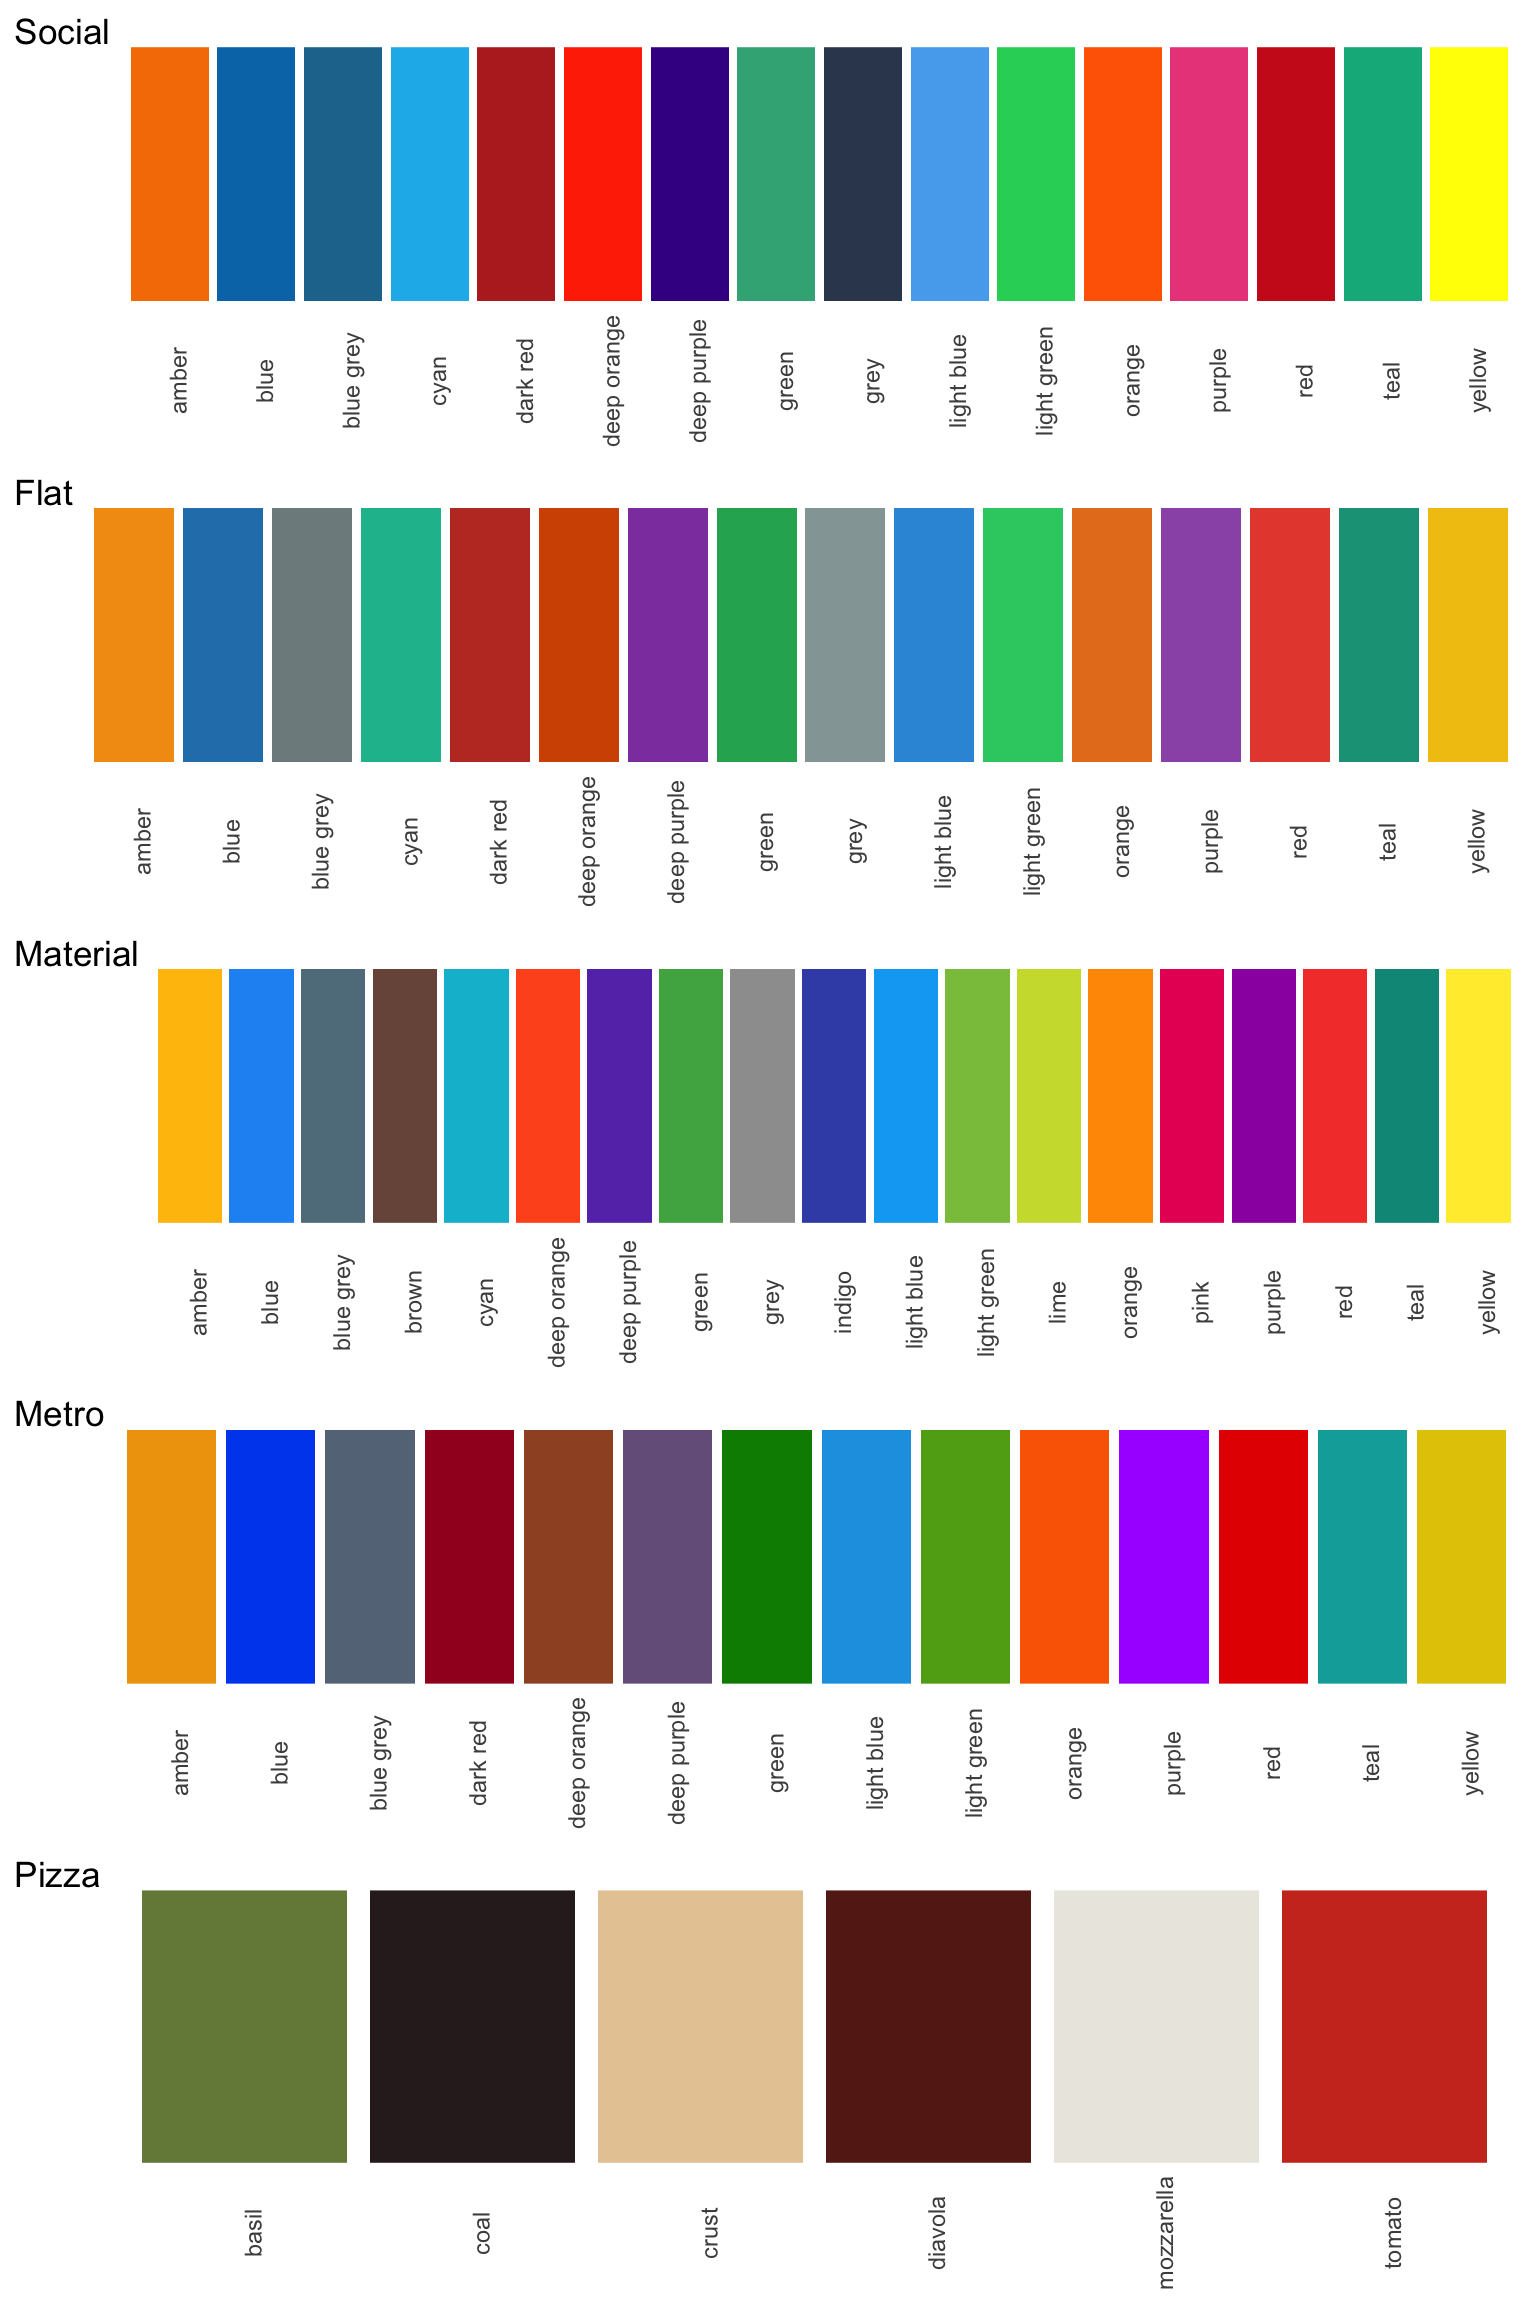 Social
amber
blue
blue grey
cyan
dark red
deep orange
deep purple
green
grey
light blue
light green
orange
purple
red
teal
yellow
Flat
amber
blue
blue grey
cyan
dark red
deep orange
deep purple
green
grey
light blue
light green
orange
purple
red
teal
yellow
Material
amber
blue
blue grey
brown
cyan
deep orange
deep purple
green
grey
indigo
light blue
light green
lime
orange
pink
purple
red
teal
yellow
Metro
amber
blue
blue grey
dark red
deep orange
deep purple
green
light blue
light green
orange
purple
red
teal
yellow
Pizza
basil
coal
crust
diavola
mozzarella
tomato